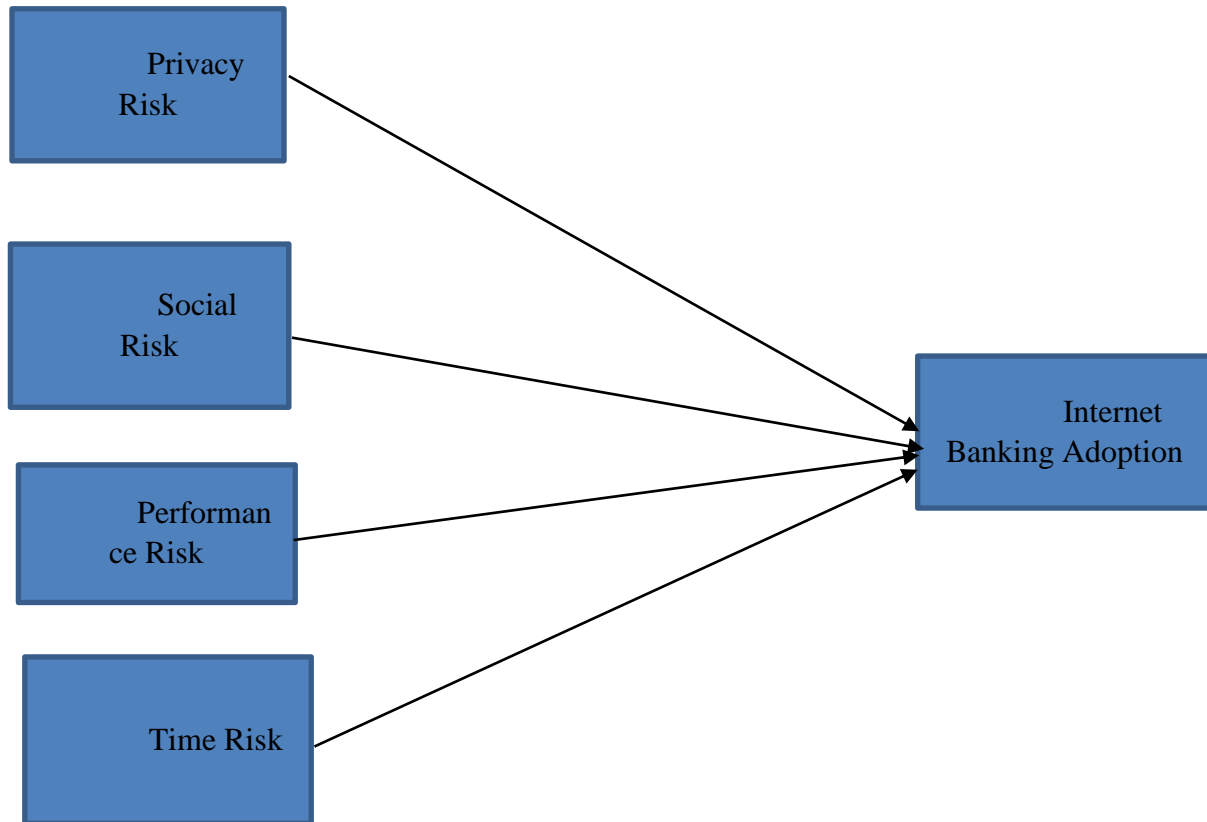 Privacy
Risk
Social
Risk
Internet
Banking Adoption
Performan
ce Risk
Time Risk